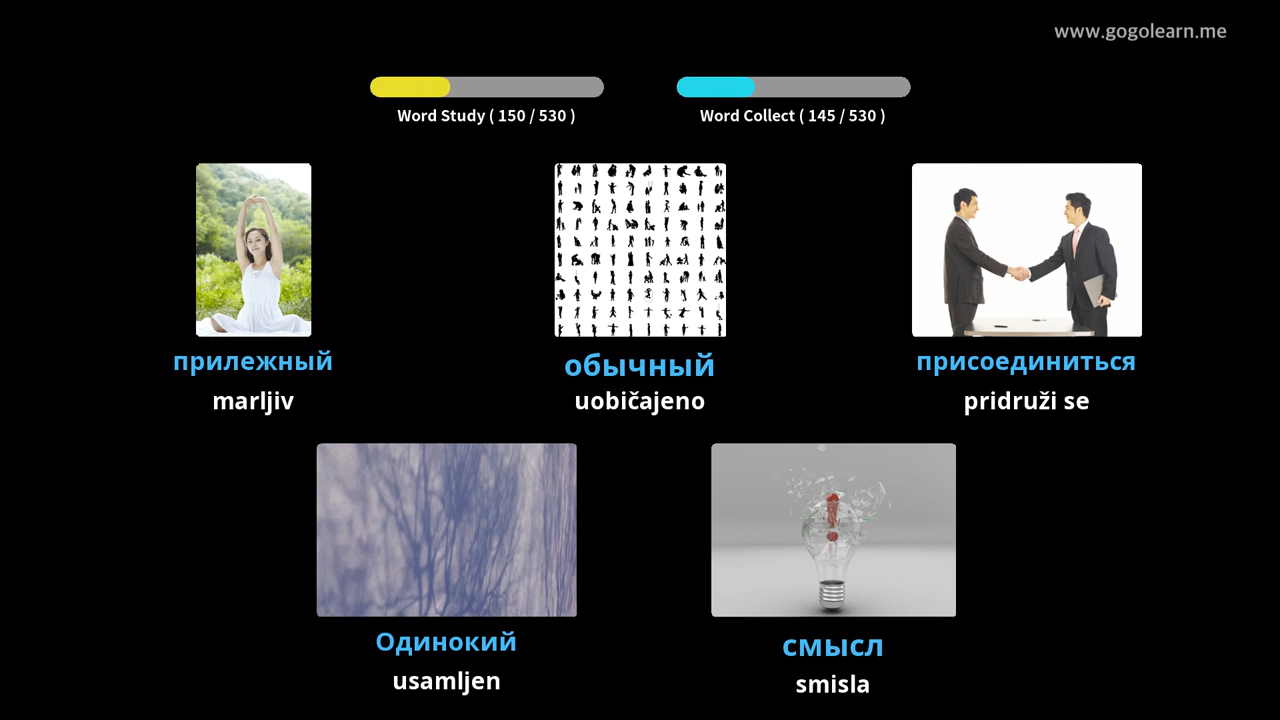 www.gogolearn.me
Word Study ( 150 / 530 )
Word Collect ( 145 / 530 )
прилежный
marljiv
обычный
uobičajeno
присоединиться
pridruži se
Одинокий
usamljen
смысл
smisla